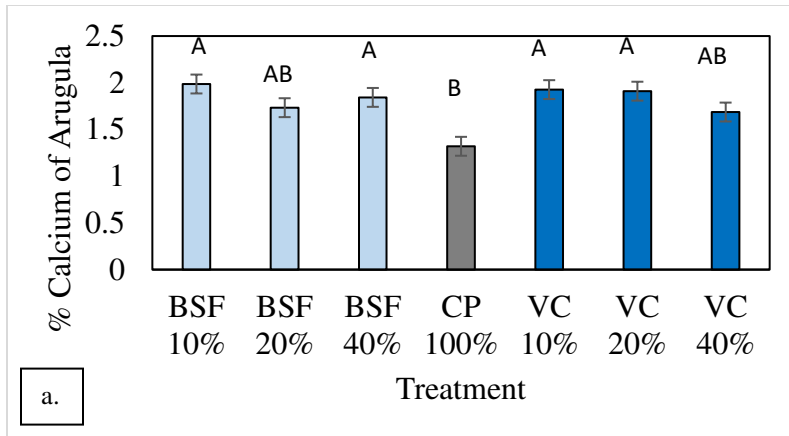 % Calcium of Arugula
2.5
2
1.5
1
0.5
0
A
AB
A
B
A
A
AB
BSF 10%
BSF 20%
BSF 40%
CP 100%
VC 10%
VC 20%
VC 40%
Treatment
a.